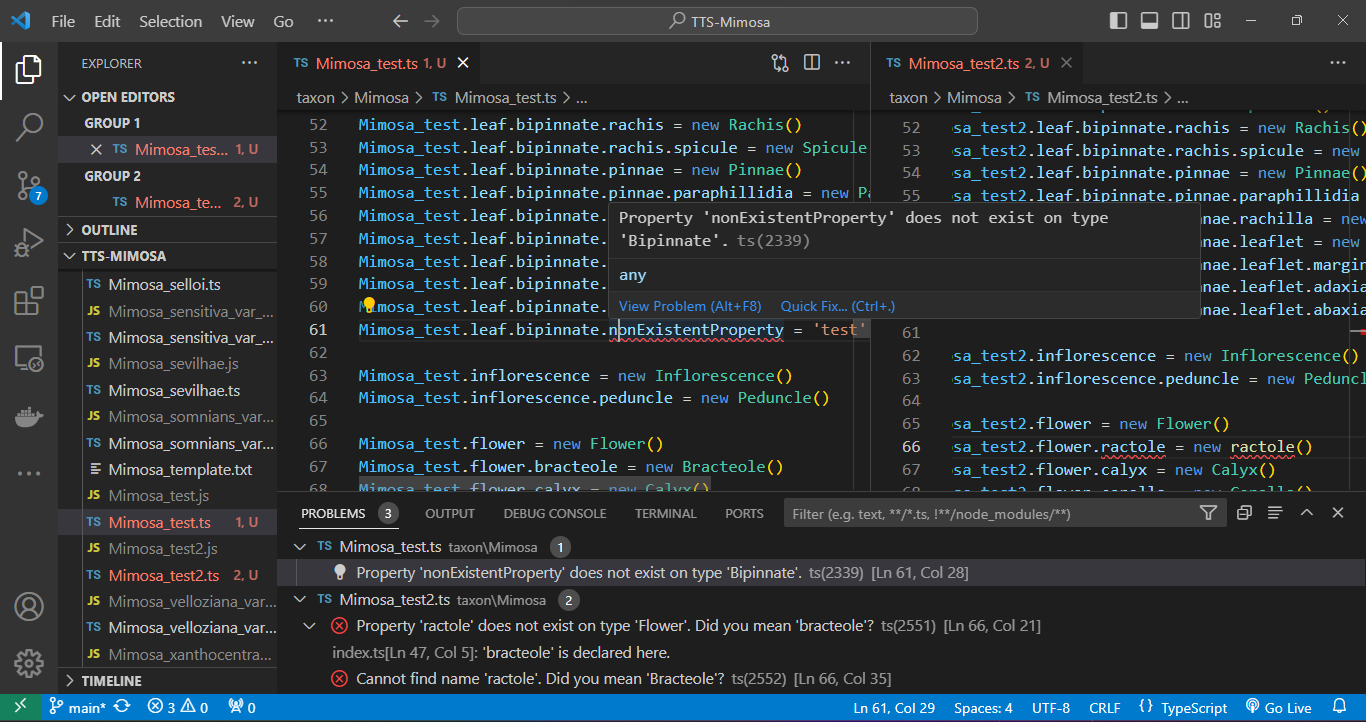 File Edit Selection View Go ··· TTS-Mimosa
EXPLORER ···
OPEN EDITORS
GROUP 1
TS Mimosa_tes... 1, U
GROUP 2
TS Mimosa_te... 2, U
OUTLINE
TTS-MIMOSA
TS Mimosa_selloi.ts
JS Mimosa_sensitiva_var_...
TS Mimosa_sensitiva_var_...
JS Mimosa_sevilhae.js
TS Mimosa_sevilhae.ts
JS Mimosa_somnians_var...
TS Mimosa_somnians_var...
Mimosa_template.txt
JS Mimosa_test.js
TS Mimosa_test.ts 1, U
JS Mimosa_test2.js
TS Mimosa_test2.ts 2, U
JS Mimosa_velloziana_var...
TS Mimosa_velloziana_var...
JS Mimosa_xanthocentra...
TIMELINE
7
TS Mimosa_test.ts 1, U
taxon > Mimosa > TS Mimosa_test.ts > ...
52 Mimosa_test.leaf.bipinnate.rachis = new Rachis()
53 Mimosa_test.leaf.bipinnate.rachis.spicule = new Spicule
54 Mimosa_test.leaf.bipinnate.pinnae = new Pinnae()
55 Mimosa_test.leaf.bipinnate.pinnae.paraphillidia = new Pa
56 Mimosa_test.leaf.bipinnate.
57 Mimosa_test.leaf.bipinnate.
58 Mimosa_test.leaf.bipinnate.
59 Mimosa_test.leaf.bipinnate.
60 Mimosa_test.leaf.bipinnate.
61 Mimosa_test.leaf.bipinnate.nonExistentProperty = 'test'
62
63 Mimosa_test.inflorescence = new Inflorescence()
64 Mimosa_test.inflorescence.peduncle = new Peduncle()
65
66 Mimosa_test.flower = new Flower()
67 Mimosa_test.flower.bracteole = new Bracteole()
68 Mimosa_test.flower.calyx = new Calyx()
Property 'nonExistentProperty' does not exist on type
'Bipinnate'. ts(2339)
any
View Problem (Alt+F8) Quick Fix... (Ctrl+.)
TS Mimosa_test2.ts 2, U
taxon > Mimosa > TS Mimosa_test2.ts > ...
52 sa_test2.leaf.bipinnate.rachis = new Rachis()
53 sa_test2.leaf.bipinnate.rachis.spicule = new
54 sa_test2.leaf.bipinnate.pinnae = new Pinnae()
55 sa_test2.leaf.bipinnate.pinnae.paraphillidia
nae.rachilla = new
nae.leaflet = new
nae.leaflet.margin
nae.leaflet.adaxia
nae.leaflet.abaxia
61
62 sa_test2.inflorescence = new Inflorescence()
63 sa_test2.inflorescence.peduncle = new Peduncl
64
65 sa_test2.flower = new Flower()
66 sa_test2.flower.ractole = new ractole()
67 sa_test2.flower.calyx = new Calyx()
68 sa_test2.flower.corolla = new Corolla()
PROBLEMS 3 OUTPUT DEBUG CONSOLE TERMINAL PORTS Filter (e.g. text, **/*.ts, !**/node_modules/**)
TS Mimosa_test.ts taxon\Mimosa 1
Property 'nonExistentProperty' does not exist on type 'Bipinnate'. ts(2339) [Ln 61, Col 28]
TS Mimosa_test2.ts taxon\Mimosa 2
Property 'ractole' does not exist on type 'Flower'. Did you mean 'bracteole'? ts(2551) [Ln 66, Col 21]
index.ts[Ln 47, Col 5]: 'bracteole' is declared here.
Cannot find name 'ractole'. Did you mean 'Bracteole'? ts(2552) [Ln 66, Col 35]
main* 3 0 0 Ln 61, Col 29 Spaces: 4 UTF-8 CRLF {} TypeScript Go Live